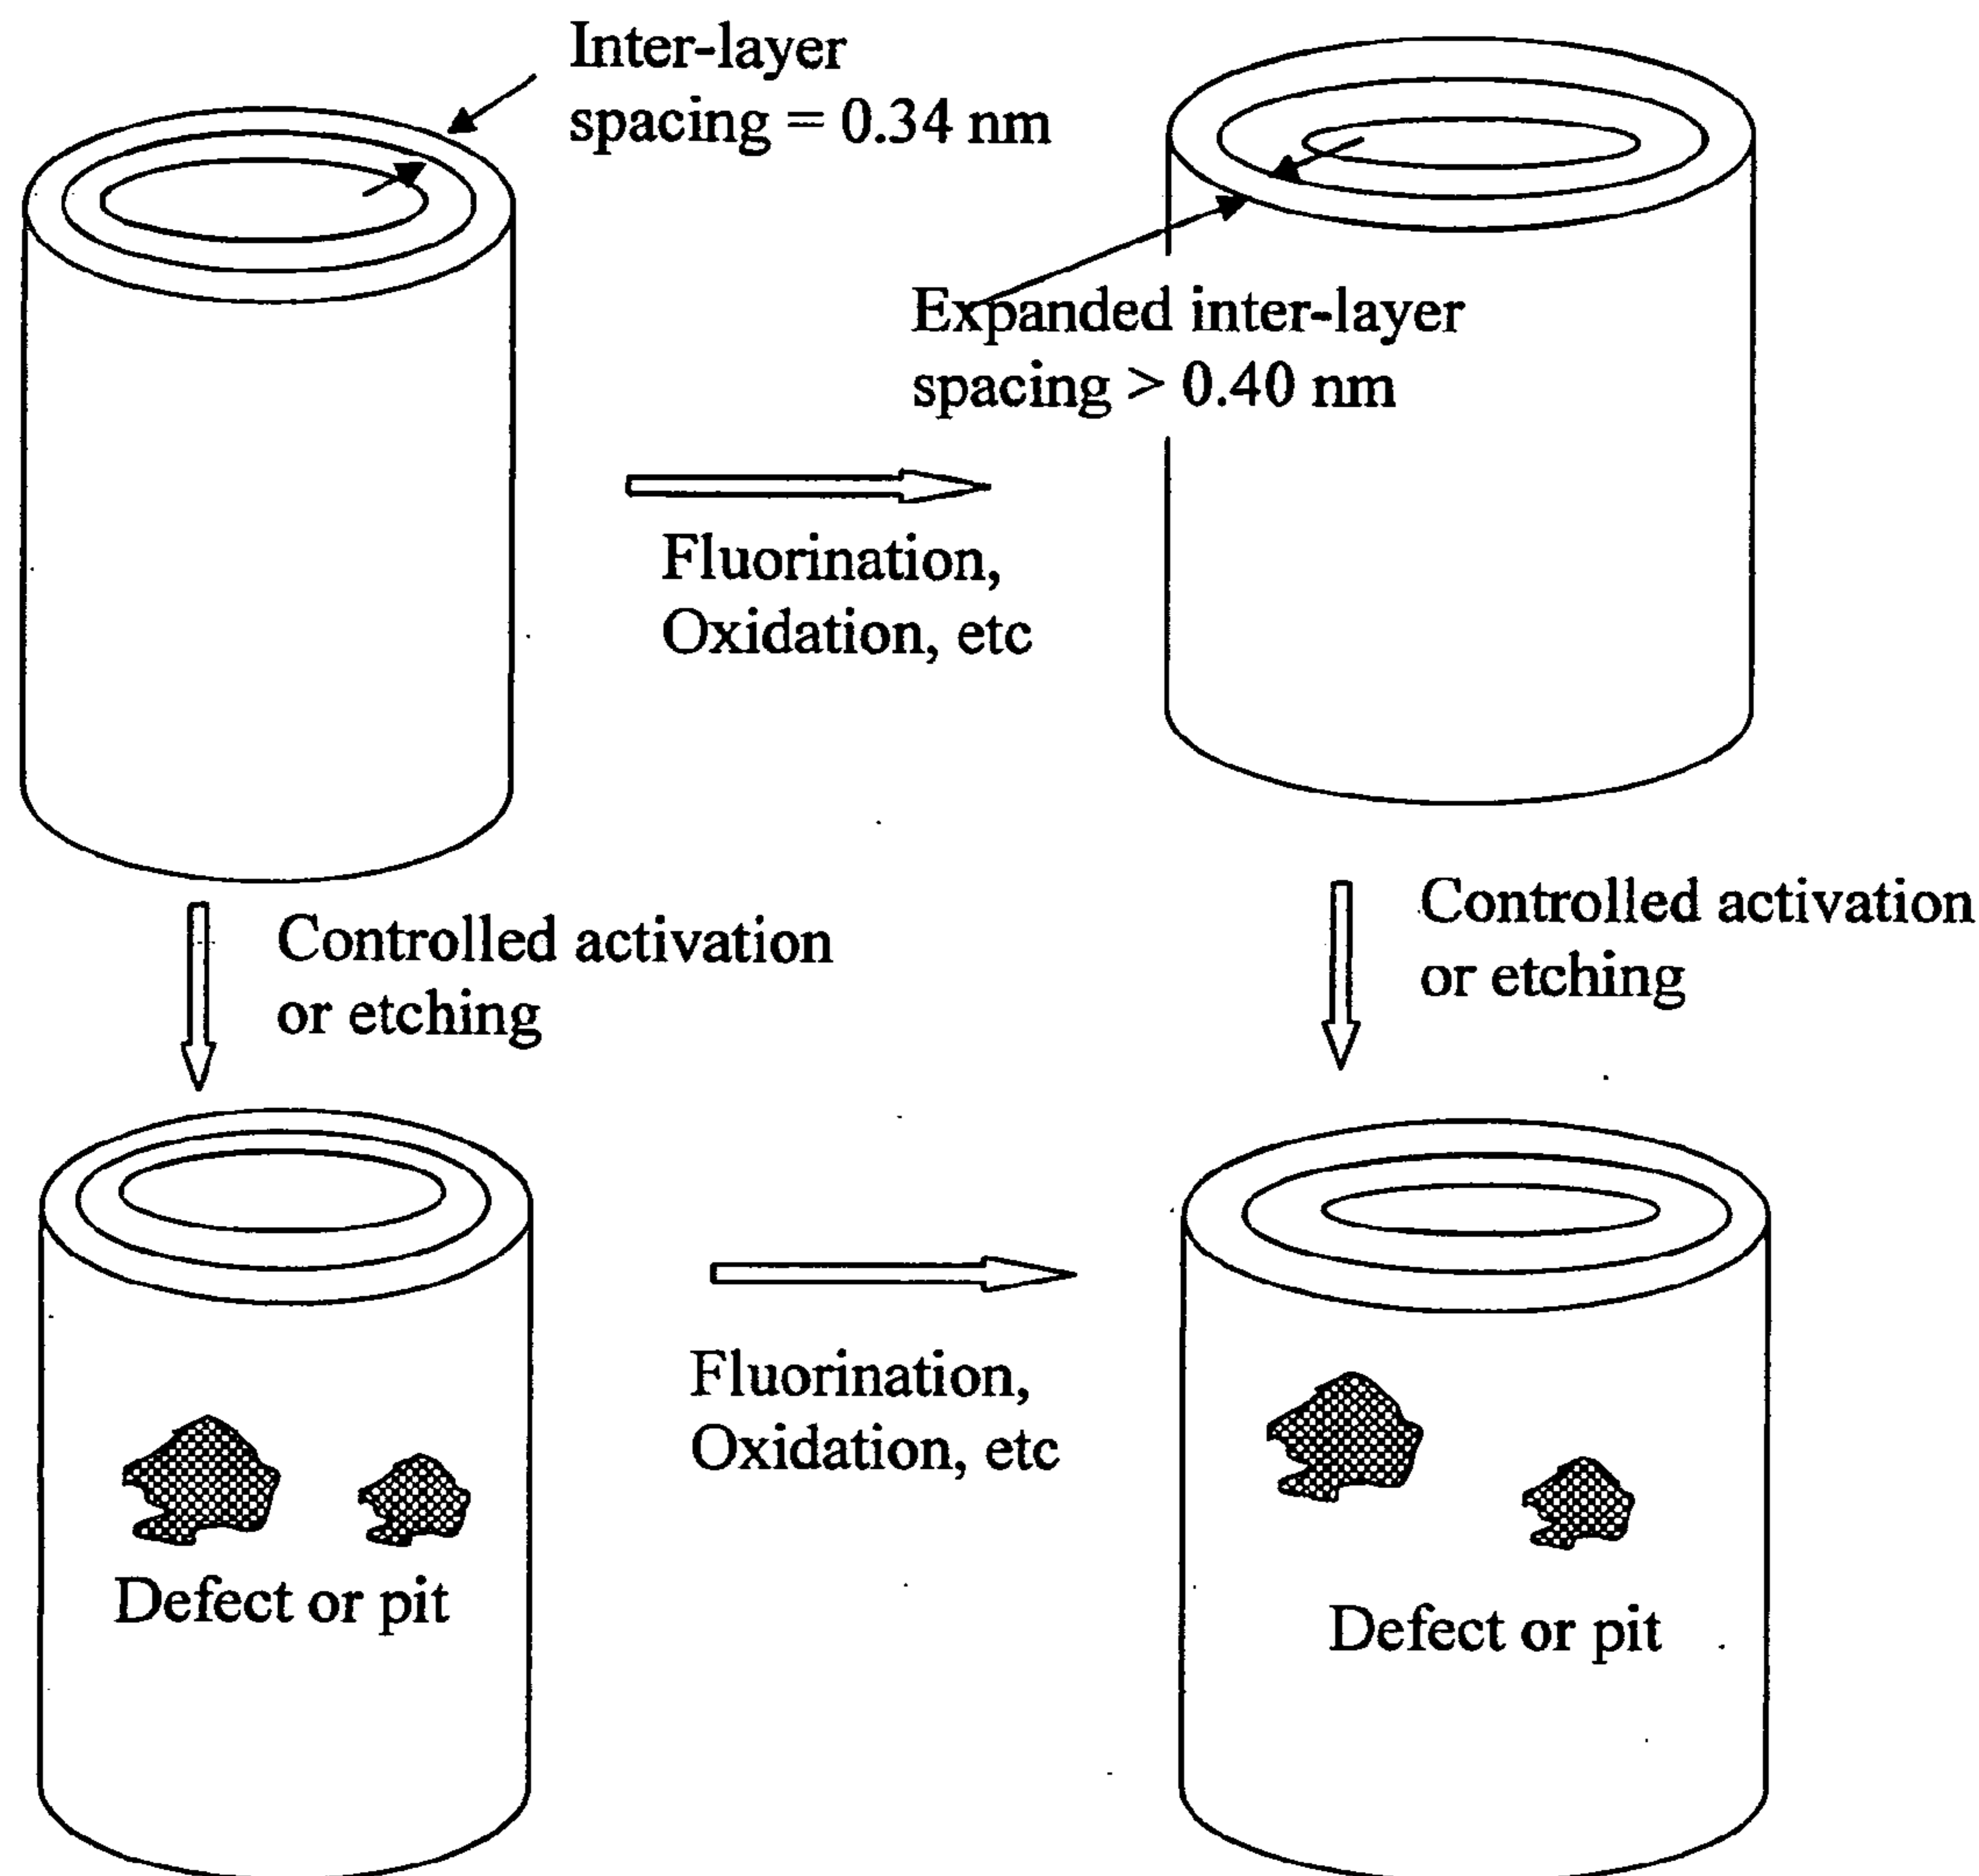 Inter-layer
spacing = 0.34 nm
Expanded inter-layer
spacing > 0.40 nm
Fluorination,
Oxidation, etc
Controlled activation
or etching
Controlled activation
or etching
Fluorination,
Oxidation, etc
Defect or pit
Defect or pit